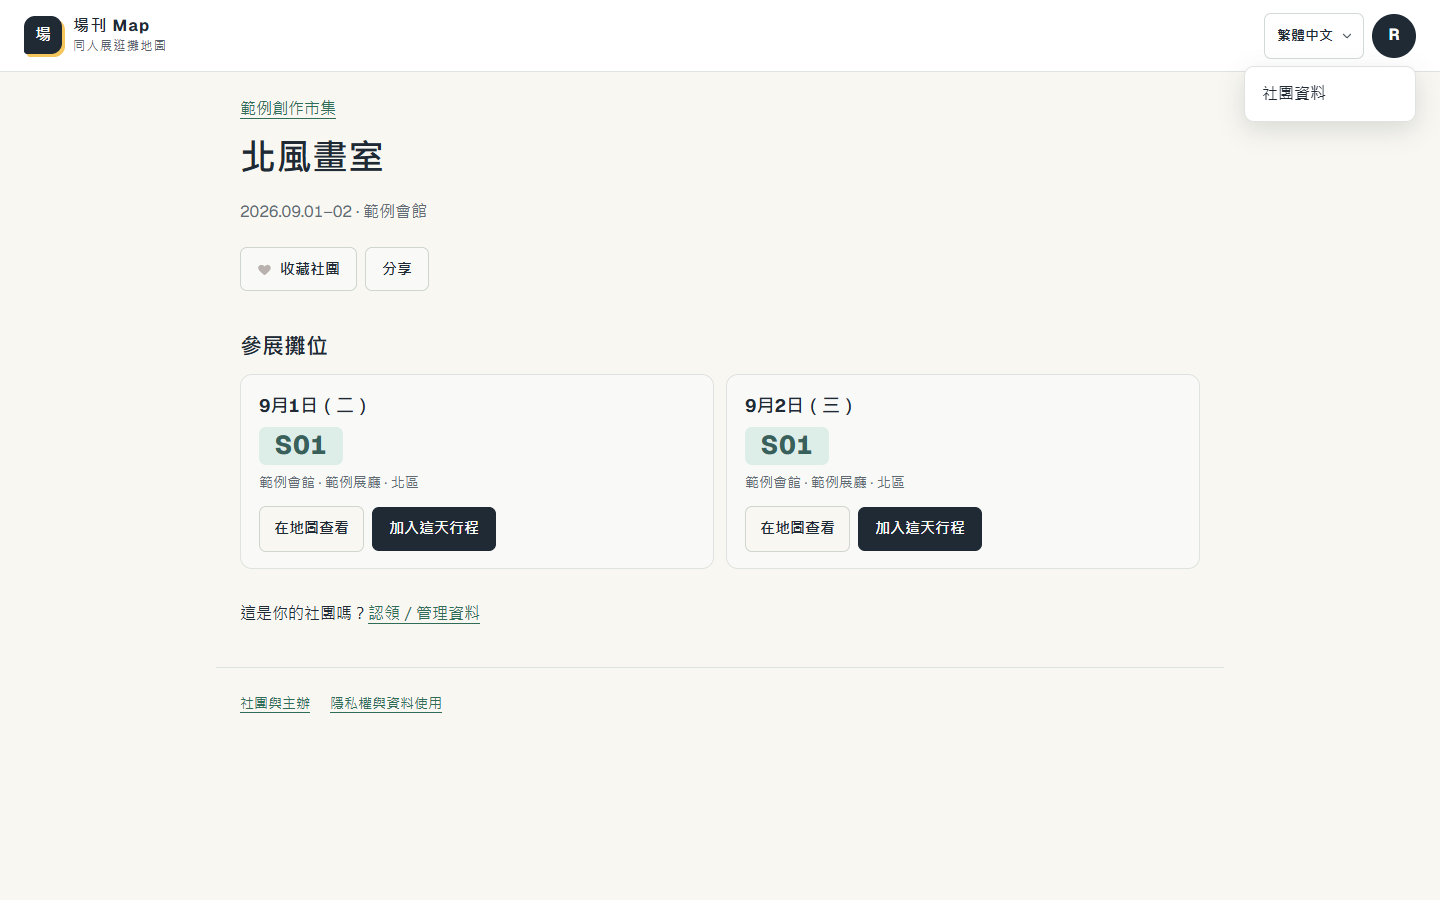 場
場刊 Map
同人展逛攤地圖
繁體中文
R
社團資料
範例創作市集
北風畫室
2026.09.01–02 · 範例會館
收藏社團
分享
參展攤位
9月1日（二）
S01
範例會館 · 範例展廳 · 北區
在地圖查看
加入這天行程
9月2日（三）
S01
範例會館 · 範例展廳 · 北區
在地圖查看
加入這天行程
這是你的社團嗎？認領 / 管理資料
社團與主辦
隱私權與資料使用